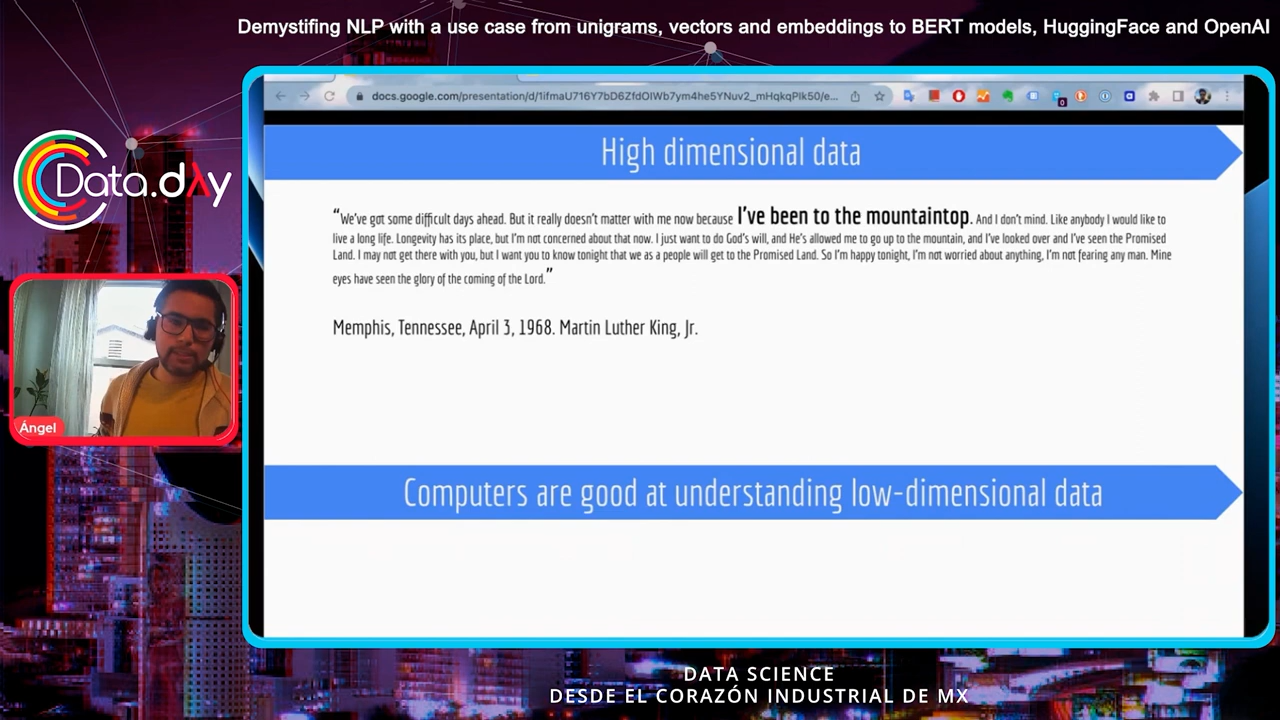 Demystifing NLP with a use case from unigrams, vectors and embeddings to BERT models, HuggingFace and OpenAI
docs.google.com/presentation/d/1ifmaU716Y7bD6ZfdOIWb7ym4he5YNuv2_mHqkqPlk50/e...
0
Data.dAy
High dimensional data
“We’ve got some difficult days ahead. But it really doesn’t matter with me now because I’ve been to the mountaintop. And I don’t mind. Like anybody I would like to
live a long life. Longevity has its place, but I’m not concerned about that now. I just want to do God’s will, and He’s allowed me to go up to the mountain, and I’ve looked over and I’ve seen the Promised
Land. I may not get there with you, but I want you to know tonight that we as a people will get to the Promised Land. So I’m happy tonight, I’m not worried about anything, I’m not fearing any man. Mine
eyes have seen the glory of the coming of the Lord.”
Memphis, Tennessee, April 3, 1968. Martin Luther King, Jr.
Ángel
Computers are good at understanding low-dimensional data
DATA SCIENCE
DESDE EL CORAZÓN INDUSTRIAL DE MX